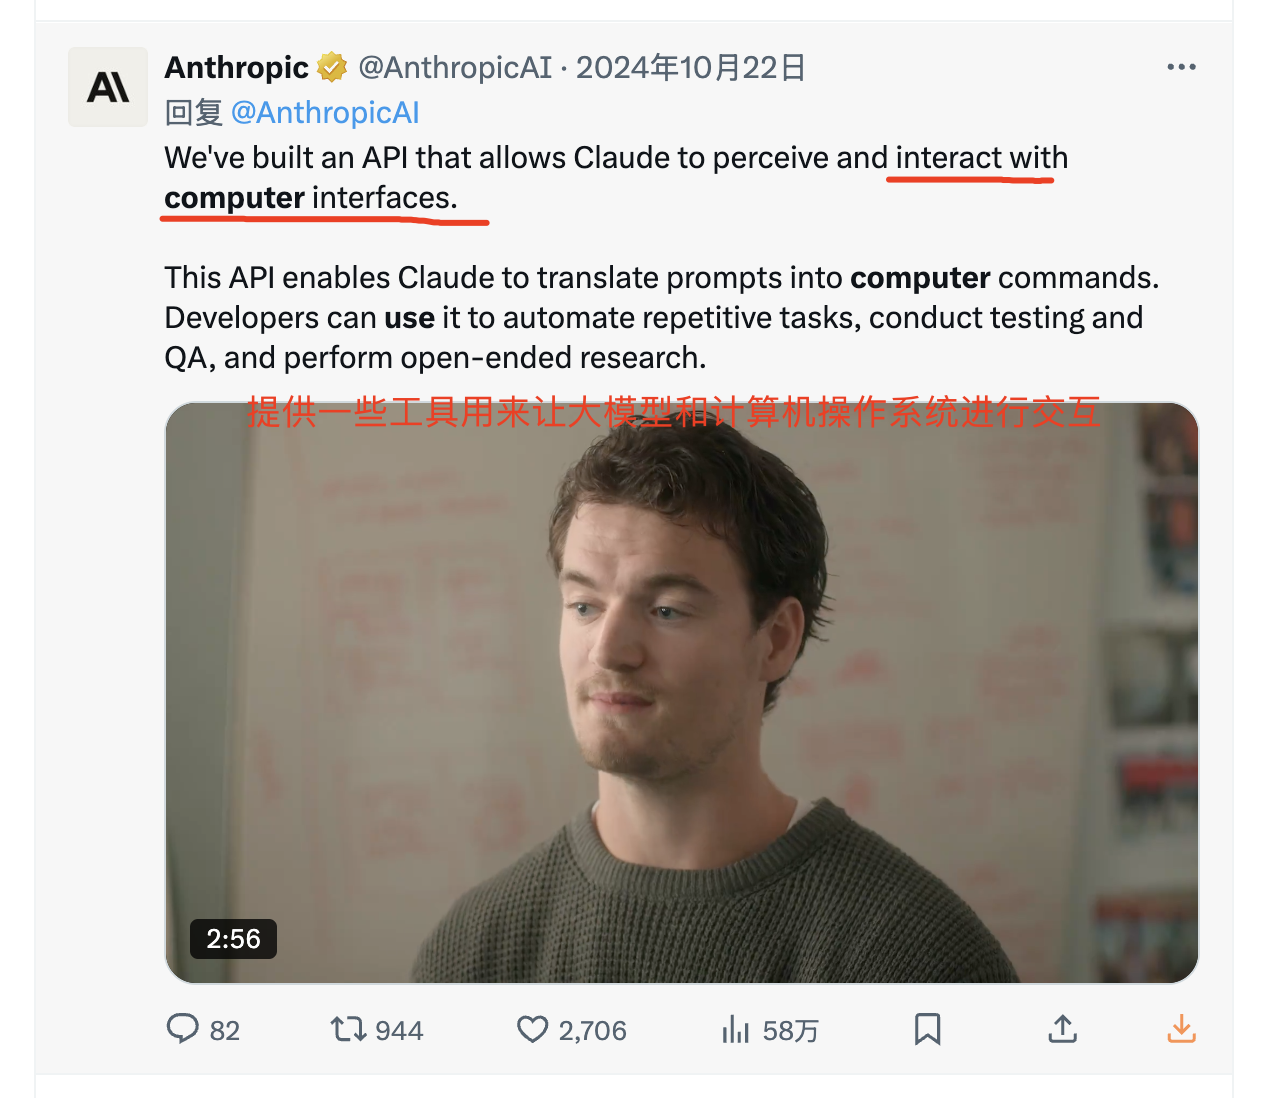 Anthropic @AnthropicAI · 2024年10月22日
回复 @AnthropicAI
We've built an API that allows Claude to perceive and interact with
computer interfaces.
This API enables Claude to translate prompts into computer commands.
Developers can use it to automate repetitive tasks, conduct testing and
QA, and perform open-ended research.
提供一些工具用来让大模型和计算机操作系统进行交互
2:56
82 944 2,706 58万